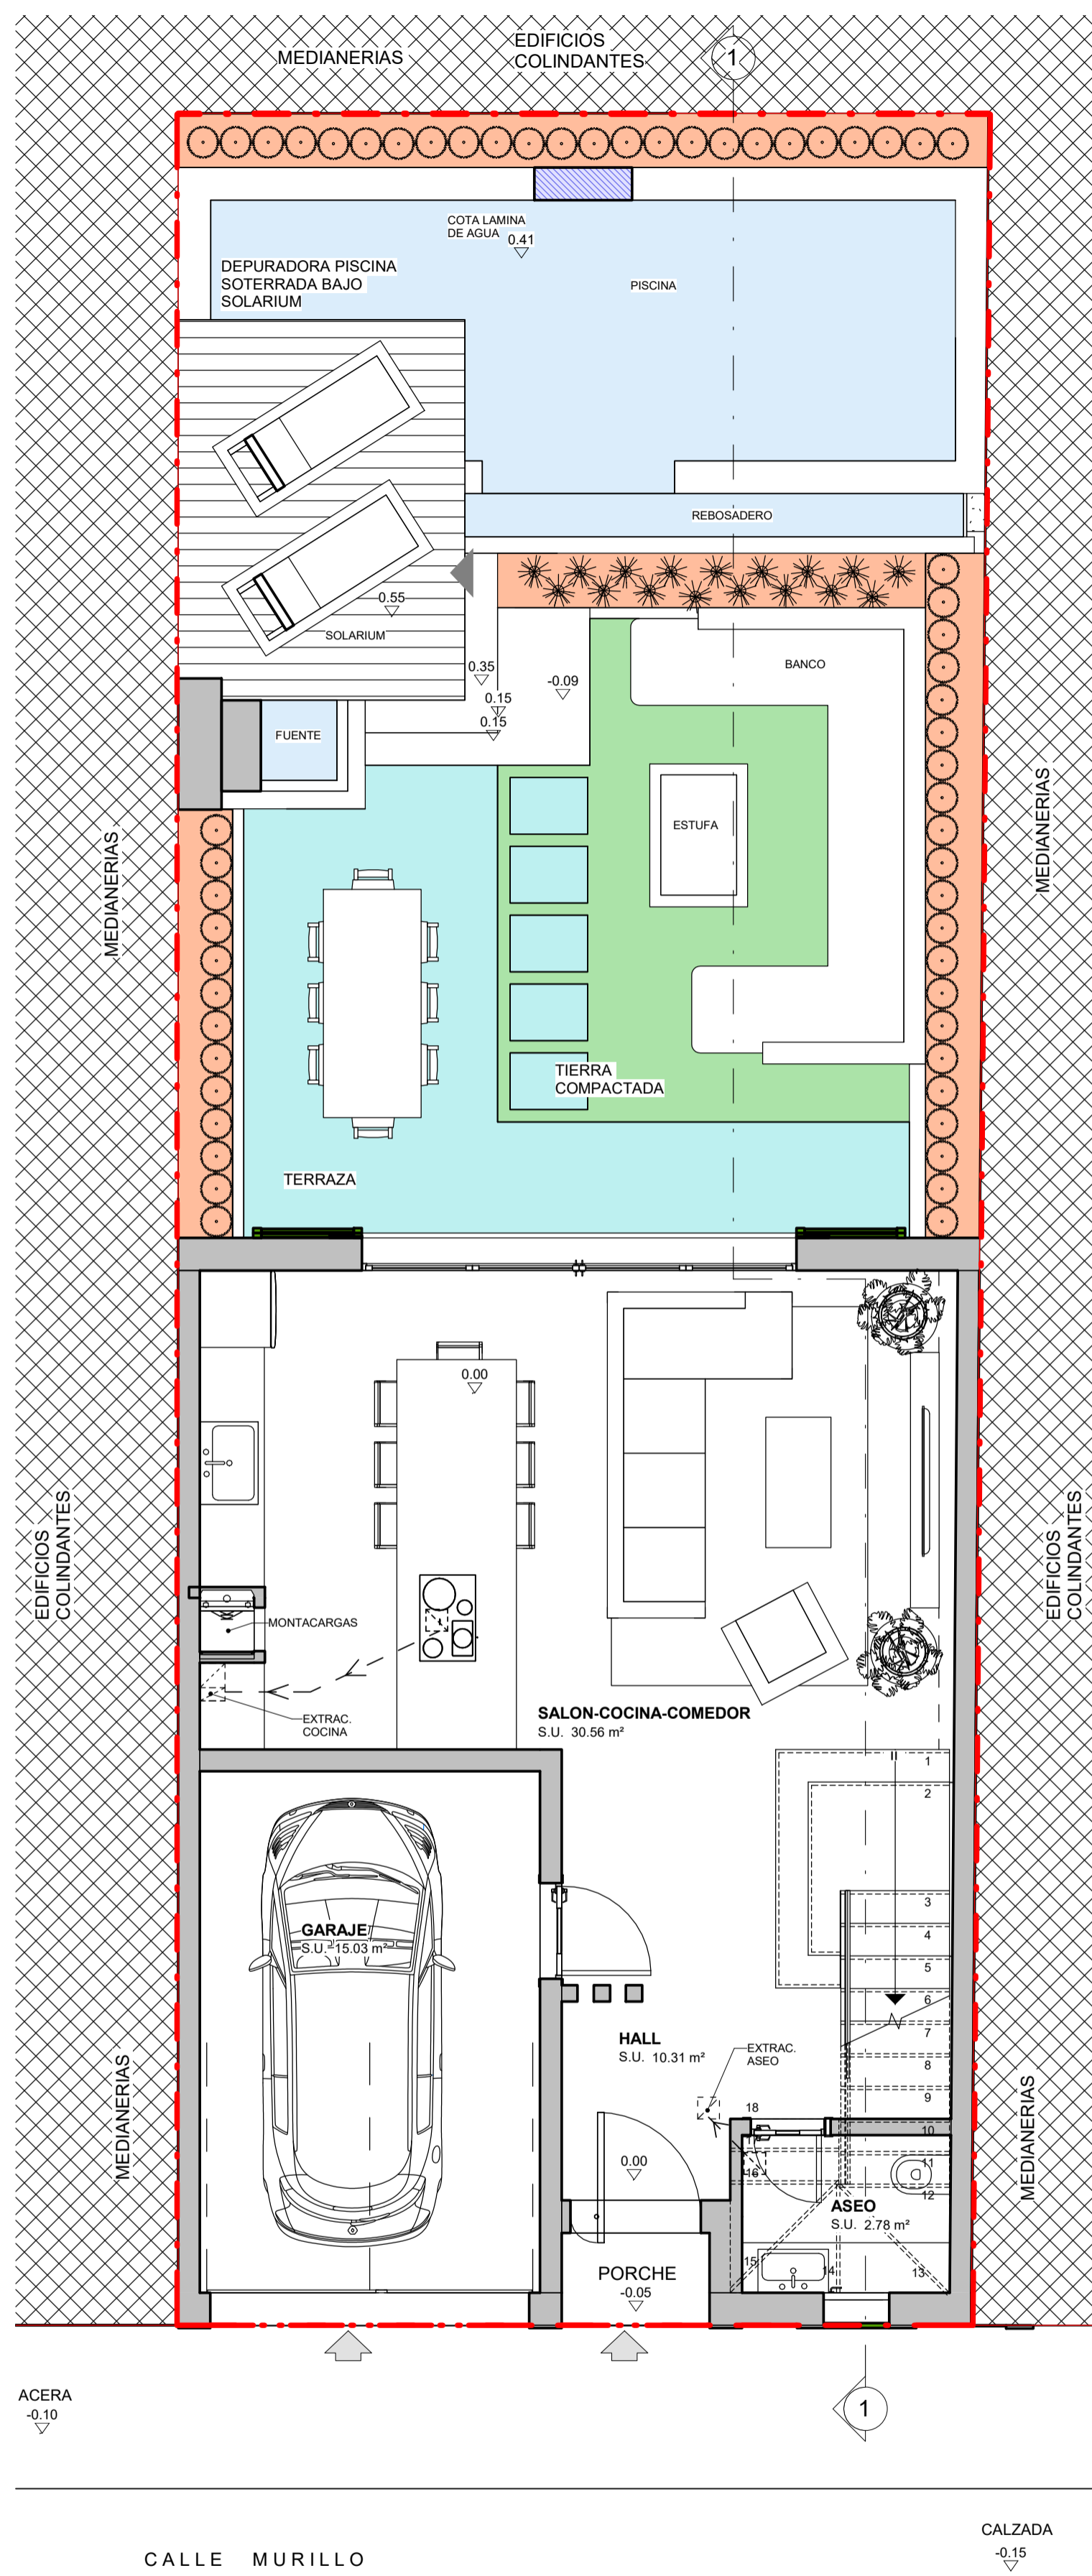 MEDIANERIAS
EDIFICIOS
COLINDANTES
1
COTA LAMINA
DE AGUA
0.41
DEPURADORA PISCINA
SOTERRADA BAJO
SOLARIUM
PISCINA
REBOSADERO
0.55
SOLARIUM
0.35
0.15
0.15
-0.09
BANCO
FUENTE
ESTUFA
MEDIANERIAS
MEDIANERIAS
TIERRA
COMPACTADA
TERRAZA
0.00
EDIFICIOS
COLINDANTES
EDIFICIOS
COLINDANTES
MONTACARGAS
EXTRAC.
COCINA
SALON-COCINA-COMEDOR
S.U. 30.56 m²
1
2
3
4
5
6
7
8
9
10
11
12
13
14
15
16
17
18
GARAJE
S.U. 15.03 m²
HALL
S.U. 10.31 m²
EXTRAC.
ASEO
MEDIANERIAS
MEDIANERIAS
0.00
ASEO
S.U. 2.78 m²
PORCHE
-0.05
ACERA
-0.10
1
CALZADA
-0.15
CALLE MURILLO